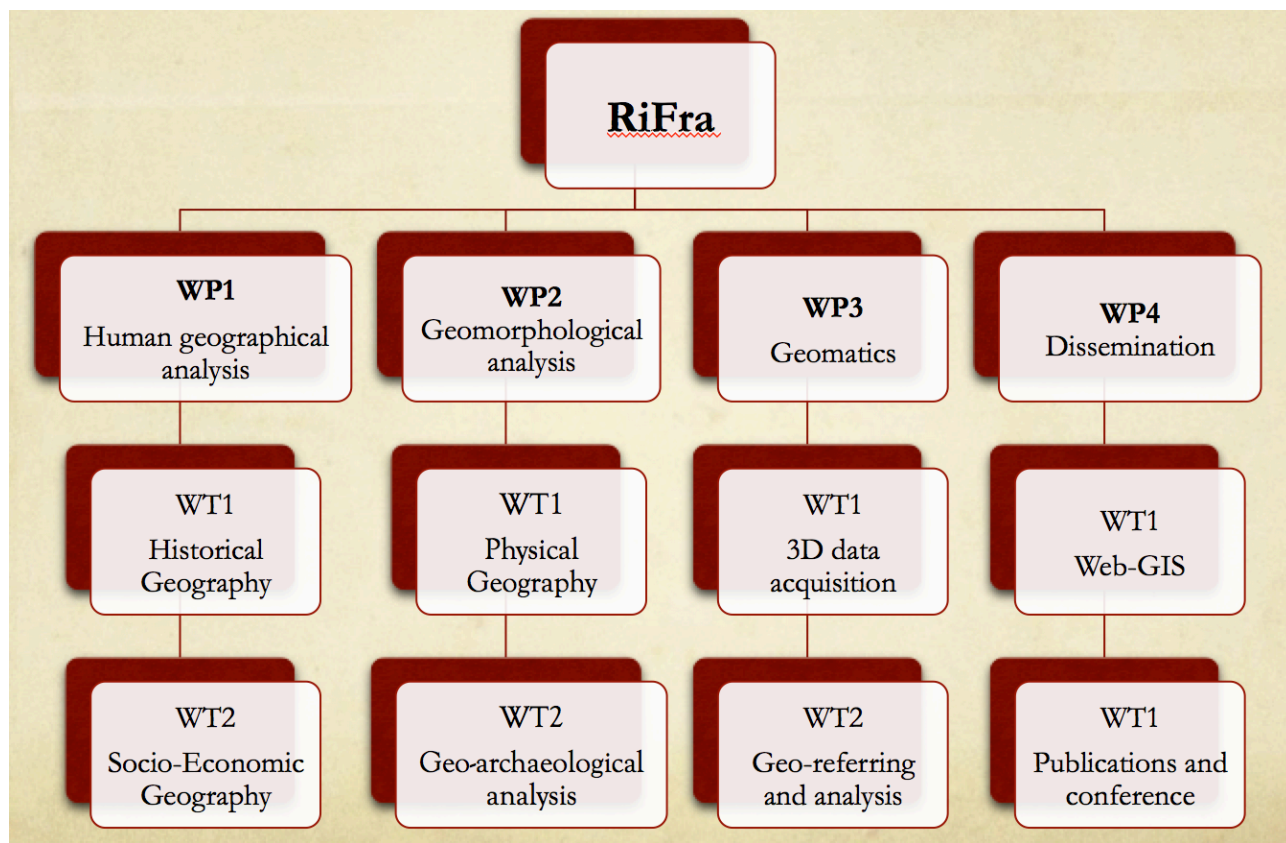 RiFra
WP1
Human geographical
analysis
WP2
Geomorphological
analysis
WP3
Geomatics
WP4
Dissemination
WT1
Historical
Geography
WT1
Physical
Geography
WT1
3D data
acquisition
WT1
Web-GIS
WT2
Socio-Economic
Geography
WT2
Geo-archaeological
analysis
WT2
Geo-referring
and analysis
WT1
Publications and
conference